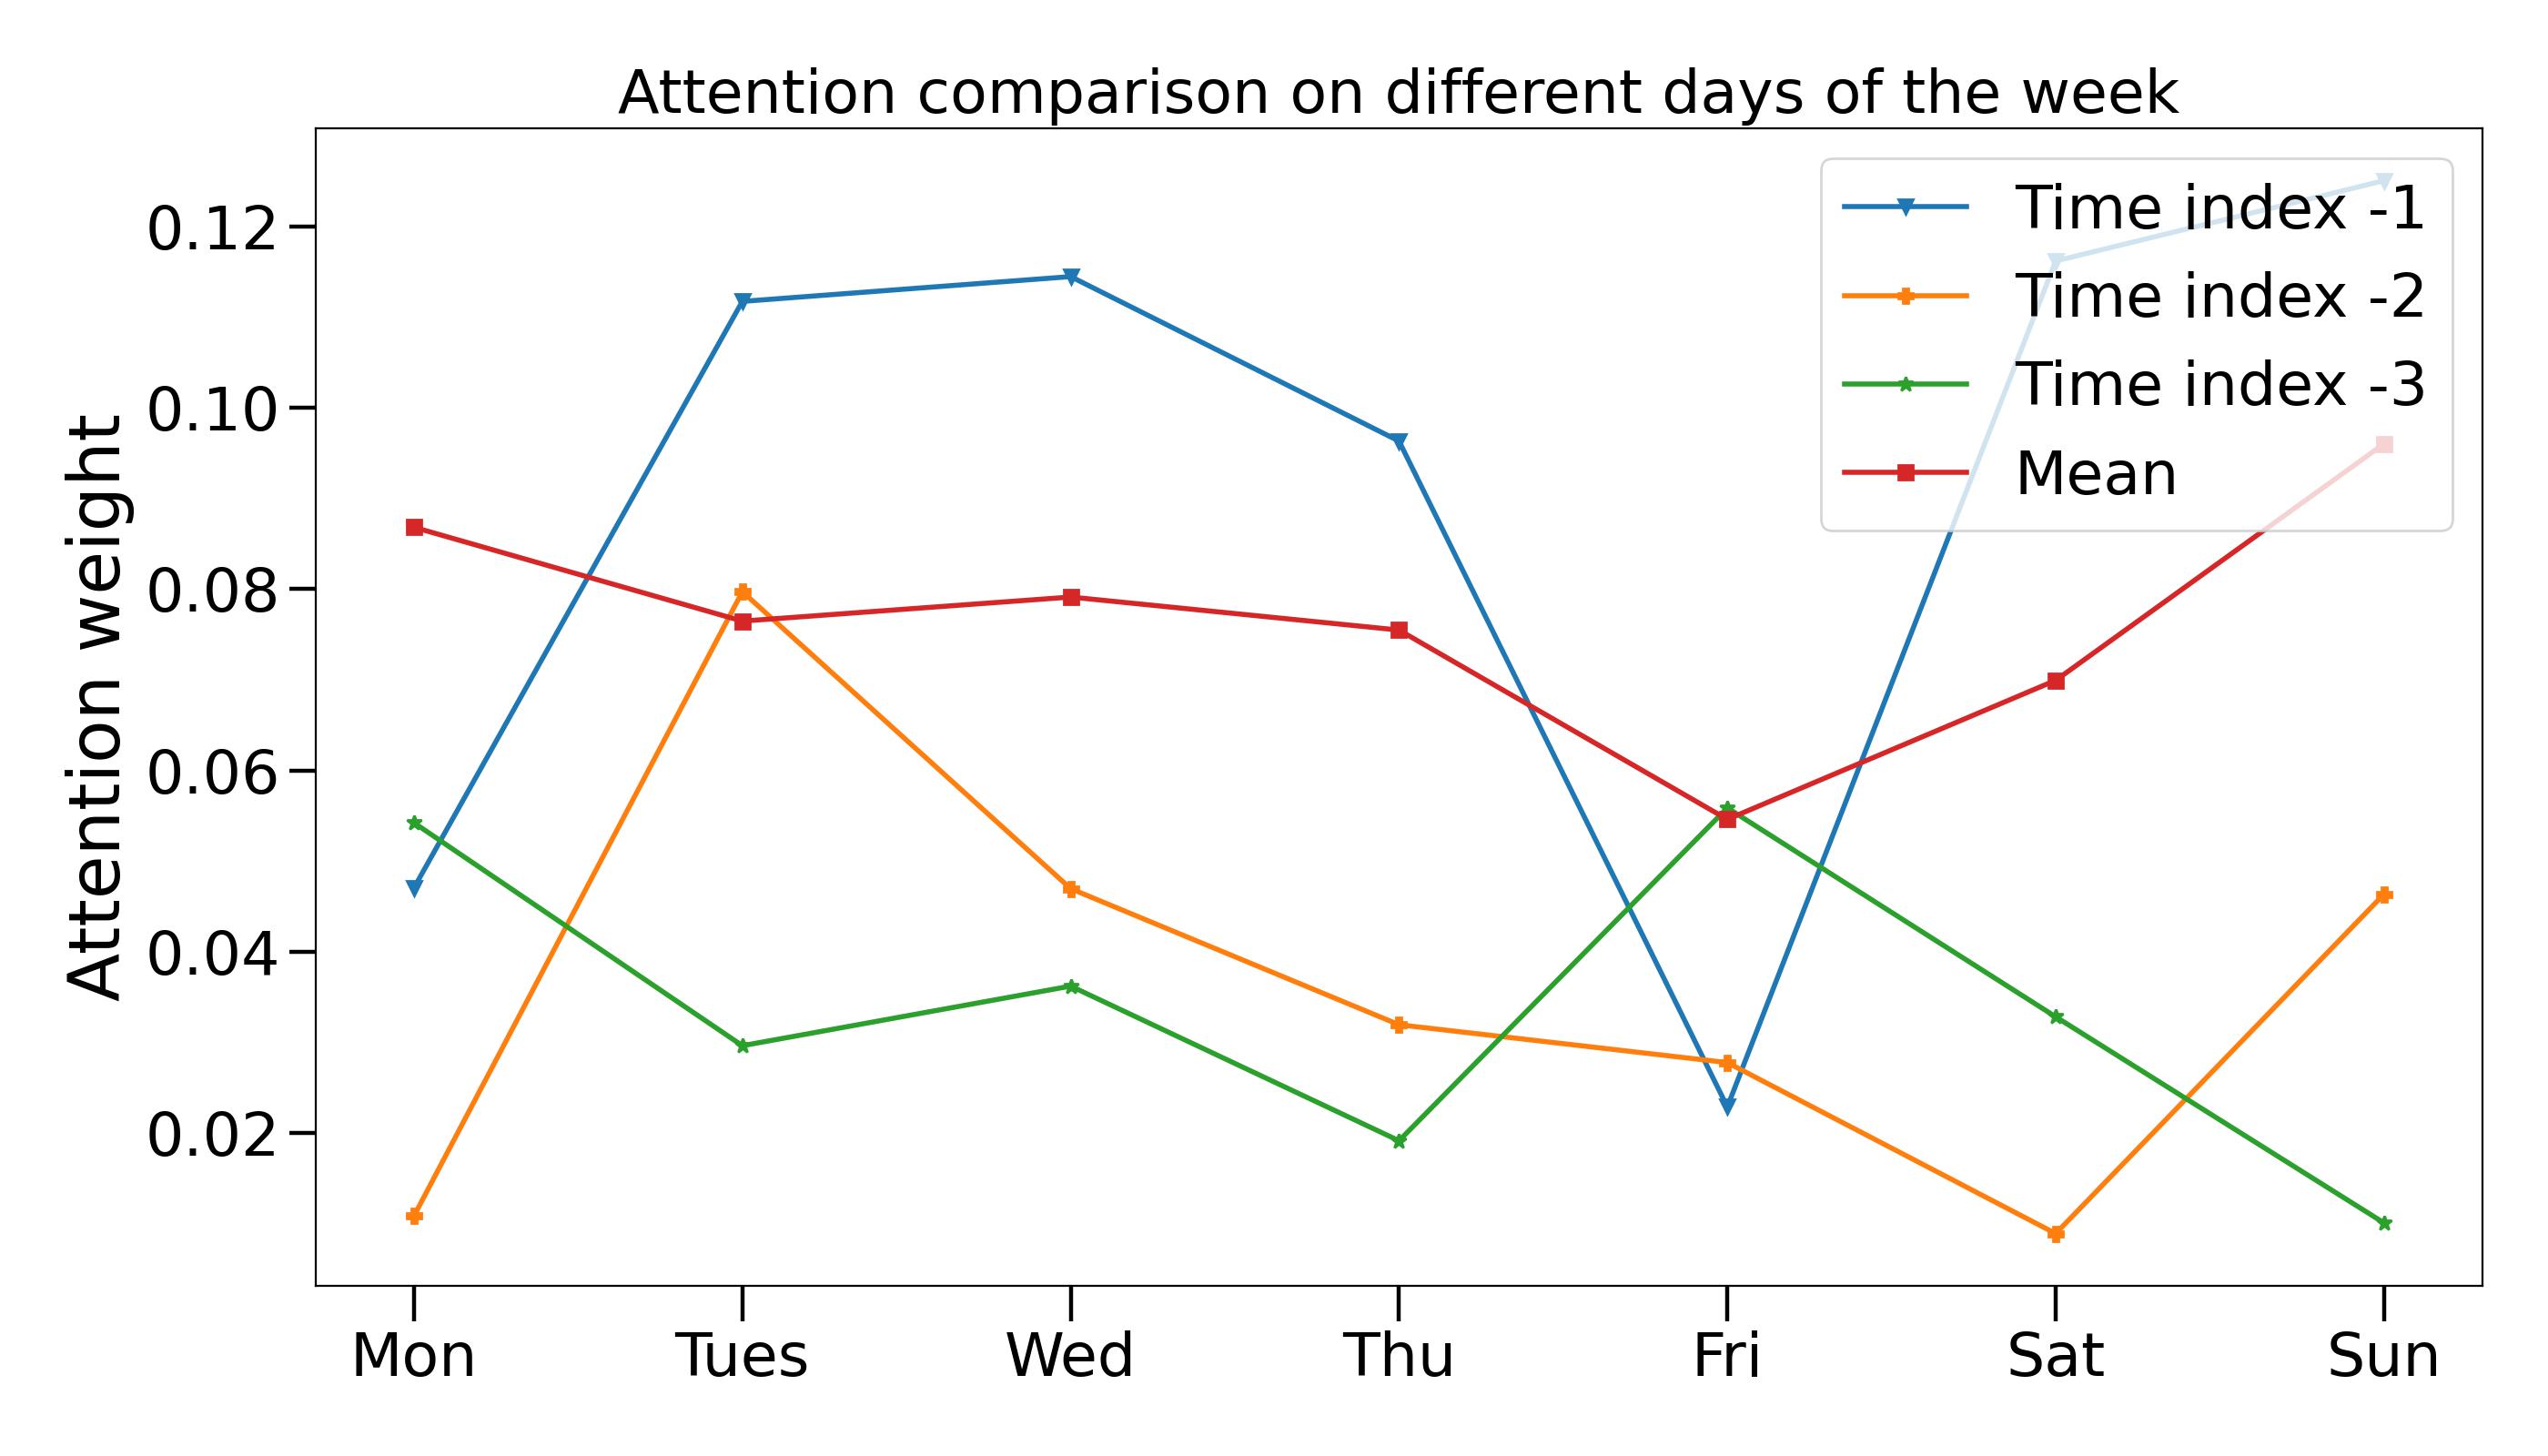 Attention comparison on different days of the week
Attention weight
0.12
0.10
0.08
0.06
0.04
0.02
Mon Tues Wed Thu Fri Sat Sun
Time index -1
Time index -2
Time index -3
Mean